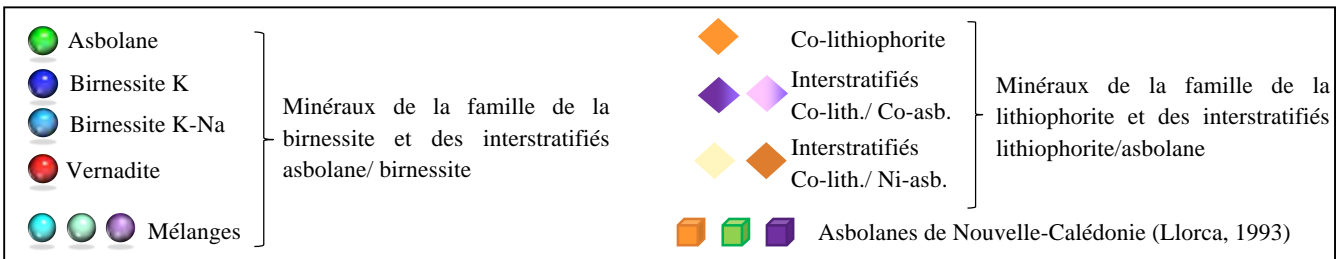 Asbolane
Birnessite K
Birnessite K-Na
Vernadite
Mélanges
Minéraux de la famille de la
birnessite et des interstratifiés
asbolane/ birnessite
Co-lithiophorite
Interstratifiés
Co-lith./ Co-asb.
Interstratifiés
Co-lith./ Ni-asb.
Minéraux de la famille de la
lithiophorite et des interstratifiés
lithiophorite/asbolane
Asbolanes de Nouvelle-Calédonie (Llorca, 1993)